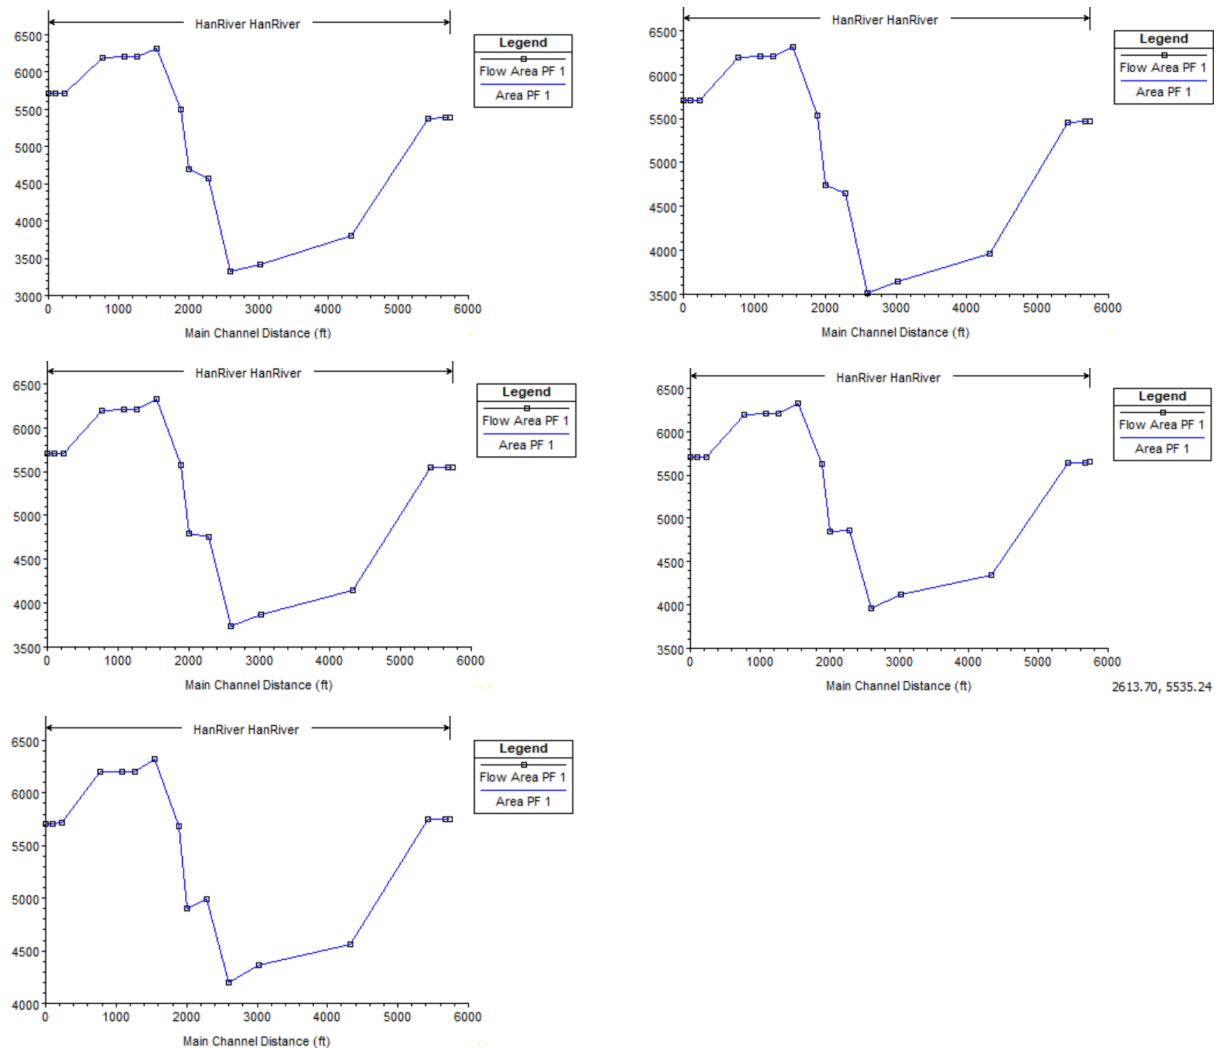 HanRiver HanRiver
6500
6000
5500
5000
4500
4000
3500
3000
0 1000 2000 3000 4000 5000 6000
Main Channel Distance (ft)
Legend
Flow Area PF 1
Area PF 1
HanRiver HanRiver
6500
6000
5500
5000
4500
4000
3500
0 1000 2000 3000 4000 5000 6000
Main Channel Distance (ft)
Legend
Flow Area PF 1
Area PF 1
HanRiver HanRiver
6500
6000
5500
5000
4500
4000
3500
0 1000 2000 3000 4000 5000 6000
Main Channel Distance (ft)
Legend
Flow Area PF 1
Area PF 1
HanRiver HanRiver
6500
6000
5500
5000
4500
4000
3500
0 1000 2000 3000 4000 5000 6000
Main Channel Distance (ft)
Legend
Flow Area PF 1
Area PF 1
2613.70, 5535.24
HanRiver HanRiver
6500
6000
5500
5000
4500
4000
0 1000 2000 3000 4000 5000 6000
Main Channel Distance (ft)
Legend
Flow Area PF 1
Area PF 1